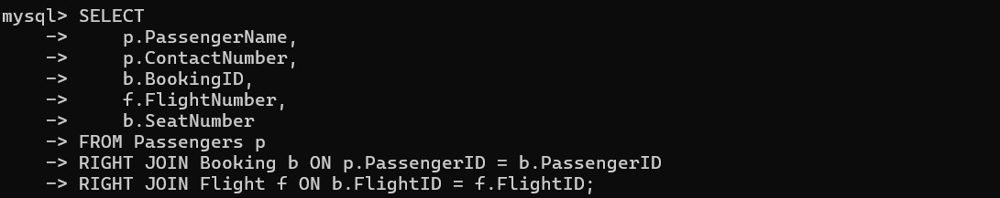 mysql> SELECT
    ->     p.PassengerName,
    ->     p.ContactNumber,
    ->     b.BookingID,
    ->     f.FlightNumber,
    ->     b.SeatNumber
    -> FROM Passengers p
    -> RIGHT JOIN Booking b ON p.PassengerID = b.PassengerID
    -> RIGHT JOIN Flight f ON b.FlightID = f.FlightID;